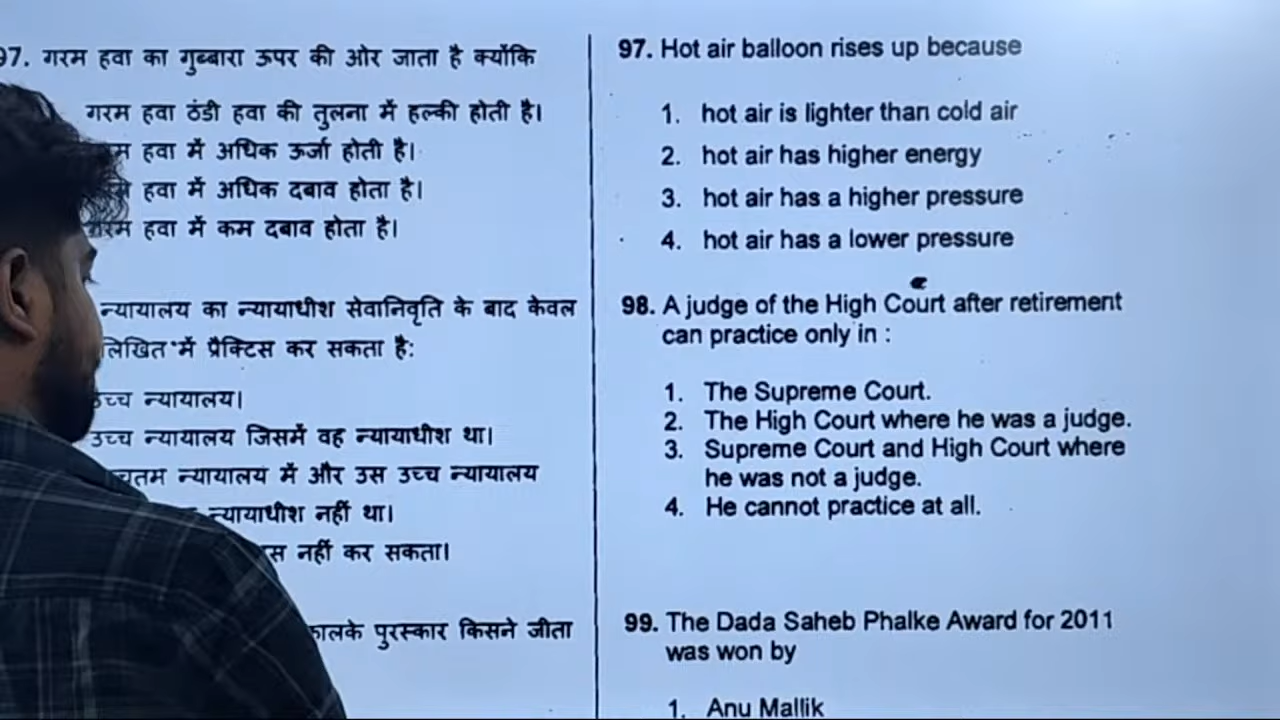 97. गरम हवा का गुब्बारा ऊपर की ओर जाता है क्योंकि
गरम हवा ठंडी हवा की तुलना में हल्की होती है।
हवा में अधिक ऊर्जा होती है।
हवा में अधिक दबाव होता है।
गरम हवा में कम दबाव होता है।
न्यायालय का न्यायाधीश सेवानिवृति के बाद केवल
लिखित में प्रैक्टिस कर सकता है:
उच्च न्यायालय।
उच्च न्यायालय जिसमें वह न्यायाधीश था।
न्यायालय में और उस उच्च न्यायालय
न्यायाधीश नहीं था।
नहीं कर सकता।
पुरस्कार किसने जीता
97. Hot air balloon rises up because
1. hot air is lighter than cold air
2. hot air has higher energy
3. hot air has a higher pressure
4. hot air has a lower pressure
98. A judge of the High Court after retirement
can practice only in :
1. The Supreme Court.
2. The High Court where he was a judge.
3. Supreme Court and High Court where
he was not a judge.
4. He cannot practice at all.
99. The Dada Saheb Phalke Award for 2011
was won by
1. Anu Mallik